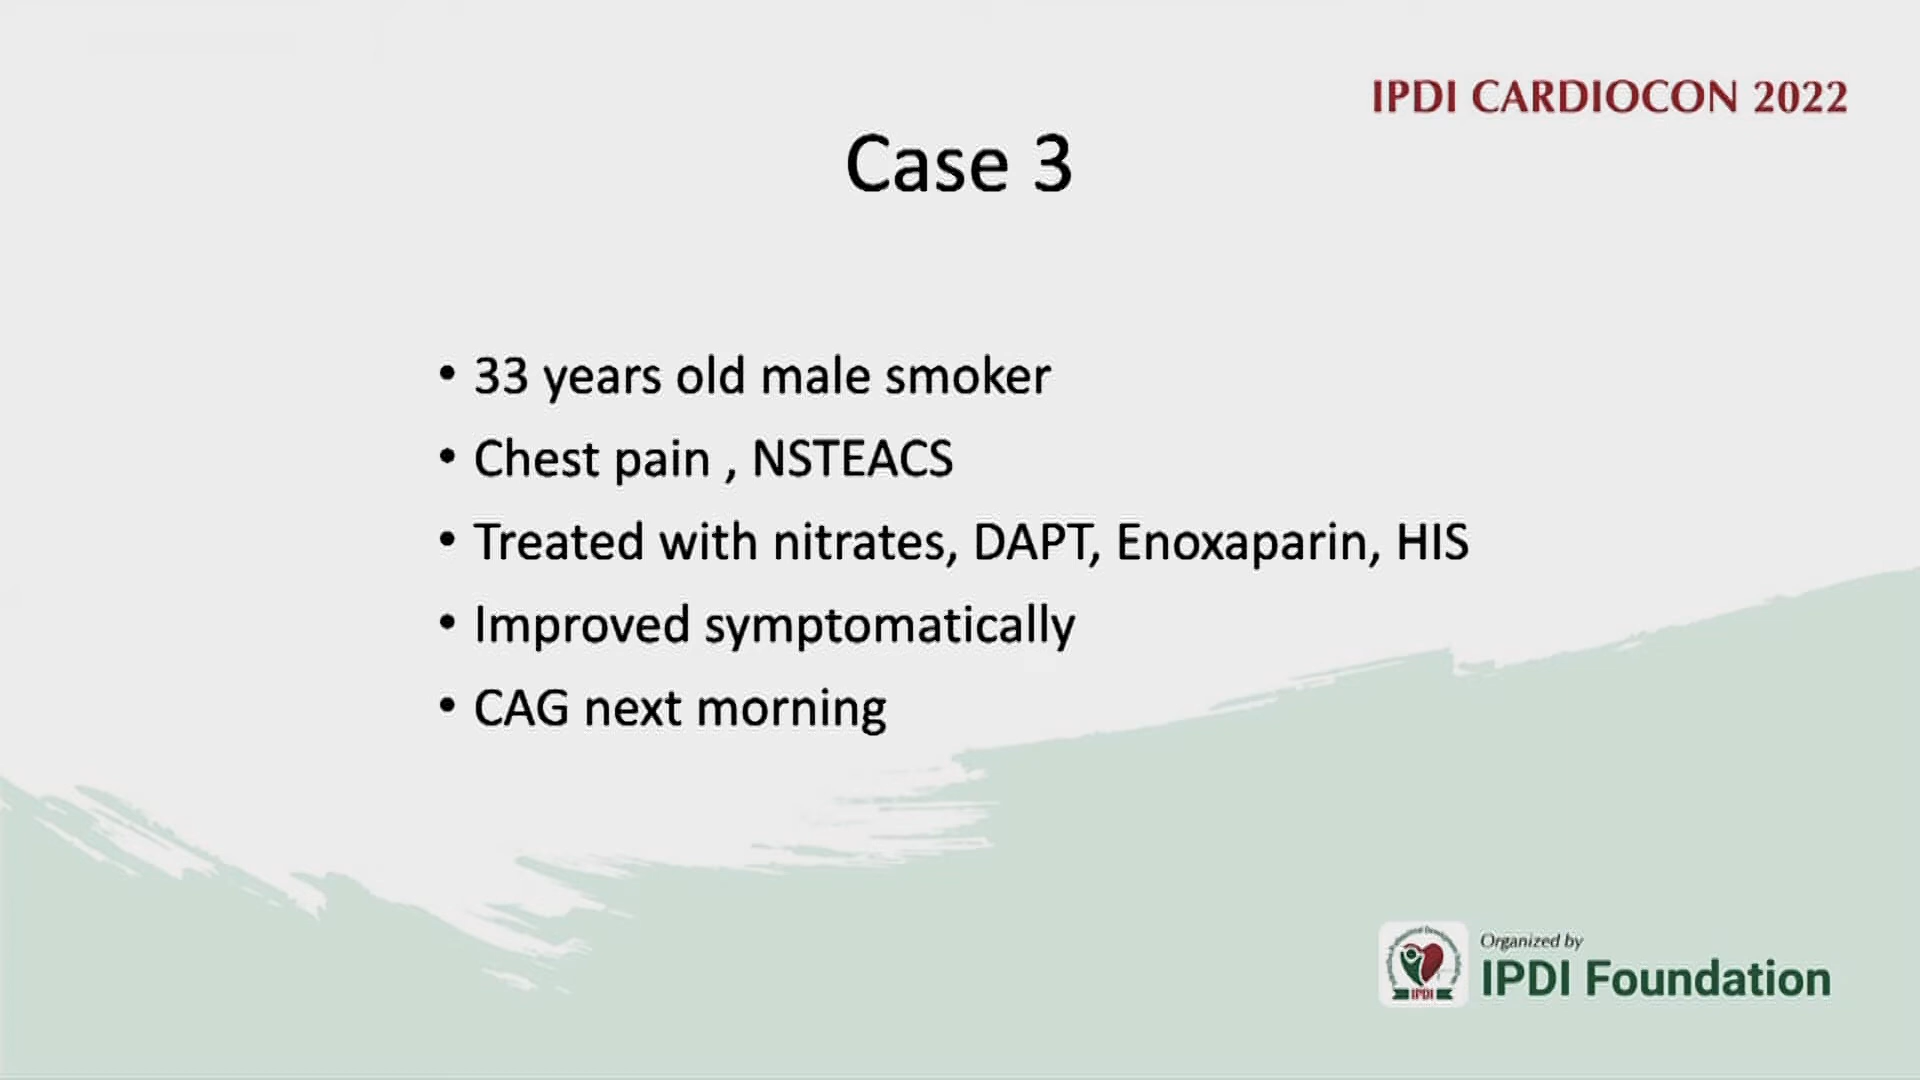 IPDI CARDIOCON 2022
Case 3
• 33 years old male smoker
• Chest pain , NSTEACS
• Treated with nitrates, DAPT, Enoxaparin, HIS
• Improved symptomatically
• CAG next morning
Organized by
IPDI Foundation
IPDI